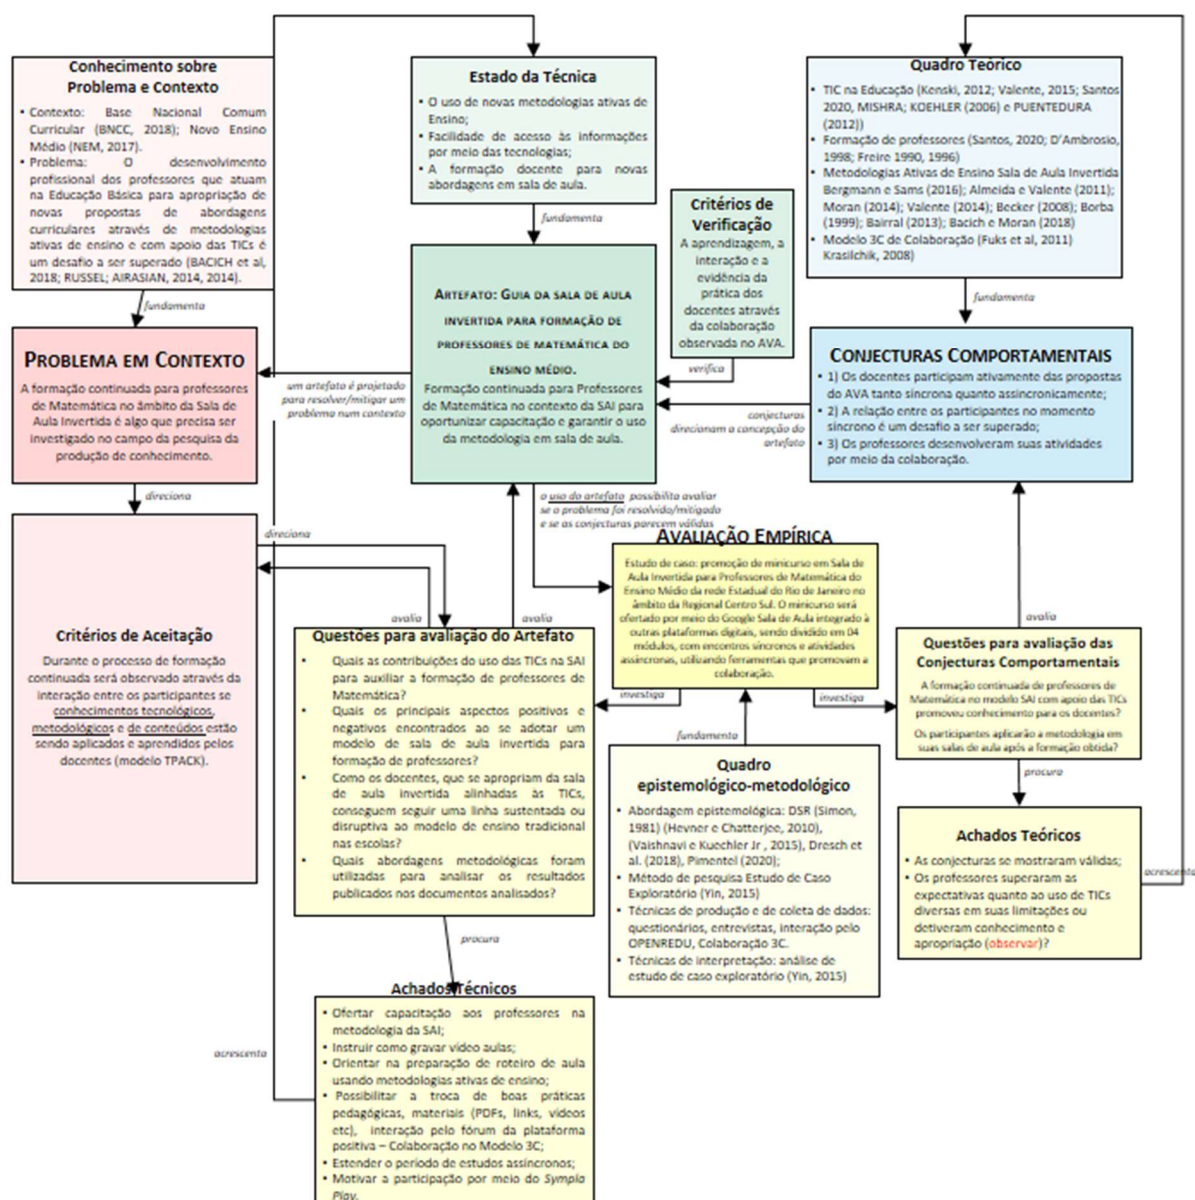 Conhecimento sobre
Problema e Contexto
• Contexto: Base Nacional Comum
Curricular (BNCC, 2018); Novo Ensino
Médio (NEM, 2017).
• Problema: O desenvolvimento
profissional dos professores que atuam
na Educação Básica para apropriação de
novas propostas de abordagens
curriculares através de metodologias
ativas de ensino e com apoio das TICs é
um desafio a ser superado (BACICH et al,
2018; RUSSEL; AIRASIAN, 2014, 2014).
fundamenta
PROBLEMA EM CONTEXTO
A formação continuada para professores
de Matemática no âmbito da Sala de
Aula Invertida é algo que precisa ser
investigado no campo da pesquisa da
produção de conhecimento.
direciona
Critérios de Aceitação
Durante o processo de formação
continuada será observado através da
interação entre os participantes se
conhecimentos tecnológicos,
metodológicos e de conteúdos estão
sendo aplicados e aprendidos pelos
docentes (modelo TPACK).
direciona
avalia
Estado da Técnica
• O uso de novas metodologias ativas de
Ensino;
• Facilidade de acesso às informações
por meio das tecnologias;
• A formação docente para novas
abordagens em sala de aula.
fundamenta
ARTEFATO: GUIA DA SALA DE AULA
INVERTIDA PARA FORMAÇÃO DE
PROFESSORES DE MATEMÁTICA DO
ENSINO MÉDIO.
Formação continuada para Professores
de Matemática no contexto da SAI para
oportunizar capacitação e garantir o uso
da metodologia em sala de aula.
um artefato é projetado
para resolver/mitigar um
problema num contexto
Critérios de
Verificação
A aprendizagem, a
interação e a
evidência da
prática dos
docentes através
da colaboração
observada no AVA.
verifica
Quadro Teórico
• TIC na Educação (Kenski, 2012; Valente, 2015; Santos
2020, MISHRA; KOEHLER (2006) e PUENTEDURA
(2012))
• Formação de professores (Santos, 2020; D'Ambrosio,
1998; Freire 1990, 1996)
• Metodologias Ativas de Ensino Sala de Aula Invertida
Bergmann e Sams (2016); Almeida e Valente (2011);
Moran (2014); Valente (2014); Becker (2008); Borba
(1999); Bairral (2013); Bacich e Moran (2018)
• Modelo 3C de Colaboração (Fuks et al, 2011)
Krasilchik, 2008)
fundamenta
CONJECTURAS COMPORTAMENTAIS
• 1) Os docentes participam ativamente das propostas
do AVA tanto síncrona quanto assincronicamente;
• 2) A relação entre os participantes no momento
síncrono é um desafio a ser superado;
• 3) Os professores desenvolveram suas atividades
por meio da colaboração.
conjecturas
direcionam a concepção do
artefato
o uso do artefato possibilita avaliar
se o problema foi resolvido/mitigado
e se as conjecturas parecem válidas
avalia
AVALIAÇÃO EMPÍRICA
Estudo de caso: promoção de minicurso em Sala de
Aula Invertida para Professores de Matemática do
Ensino Médio da rede Estadual do Rio de Janeiro no
âmbito da Regional Centro Sul. O minicurso será
ofertado por meio do Google Sala de Aula integrado à
outras plataformas digitais, sendo dividido em 04
módulos, com encontros síncronos e atividades
assíncronas, utilizando ferramentas que promovam a
colaboração.
investiga
investiga
fundamenta
Questões para avaliação do Artefato
• Quais as contribuições do uso das TICs na SAI
para auxiliar a formação de professores de
Matemática?
• Quais os principais aspectos positivos e
negativos encontrados ao se adotar um
modelo de sala de aula invertida para
formação de professores?
• Como os docentes, que se apropriam da sala
de aula invertida alinhadas às TICs,
conseguem seguir uma linha sustentada ou
disruptiva ao modelo de ensino tradicional
nas escolas?
• Quais abordagens metodológicas foram
utilizadas para analisar os resultados
publicados nos documentos analisados?
procura
Quadro
epistemológico-metodológico
• Abordagem epistemológica: DSR (Simon,
1981) (Hevner e Chatterjee, 2010),
(Vaishnavi e Kuechler Jr , 2015), Dresch et
al. (2018), Pimentel (2020);
• Método de pesquisa Estudo de Caso
Exploratório (Yin, 2015)
• Técnicas de produção e de coleta de dados:
questionários, entrevistas, interação pelo
OPENREDU, Colaboração 3C.
• Técnicas de interpretação: análise de
estudo de caso exploratório (Yin, 2015)
avalia
Questões para avaliação das
Conjecturas Comportamentais
A formação continuada de professores de
Matemática no modelo SAI com apoio das TICs
promoveu conhecimento para os docentes?
Os participantes aplicarão a metodologia em
suas salas de aula após a formação obtida?
procura
Achados Teóricos
• As conjecturas se mostraram válidas;
• Os professores superaram as
expectativas quanto ao uso de TICs
diversas em suas limitações ou
detiveram conhecimento e
apropriação (observar)?
acrescenta
Achados Técnicos
• Ofertar capacitação aos professores na
metodologia da SAI;
• Instruir como gravar vídeo aulas;
• Orientar na preparação de roteiro de aula
usando metodologias ativas de ensino;
• Possibilitar a troca de boas práticas
pedagógicas, materiais (PDFs, links, vídeos
etc), interação pelo fórum da plataforma
positiva – Colaboração no Modelo 3C;
• Estender o período de estudos assíncronos;
• Motivar a participação por meio do Sympla
Play.
acrescenta